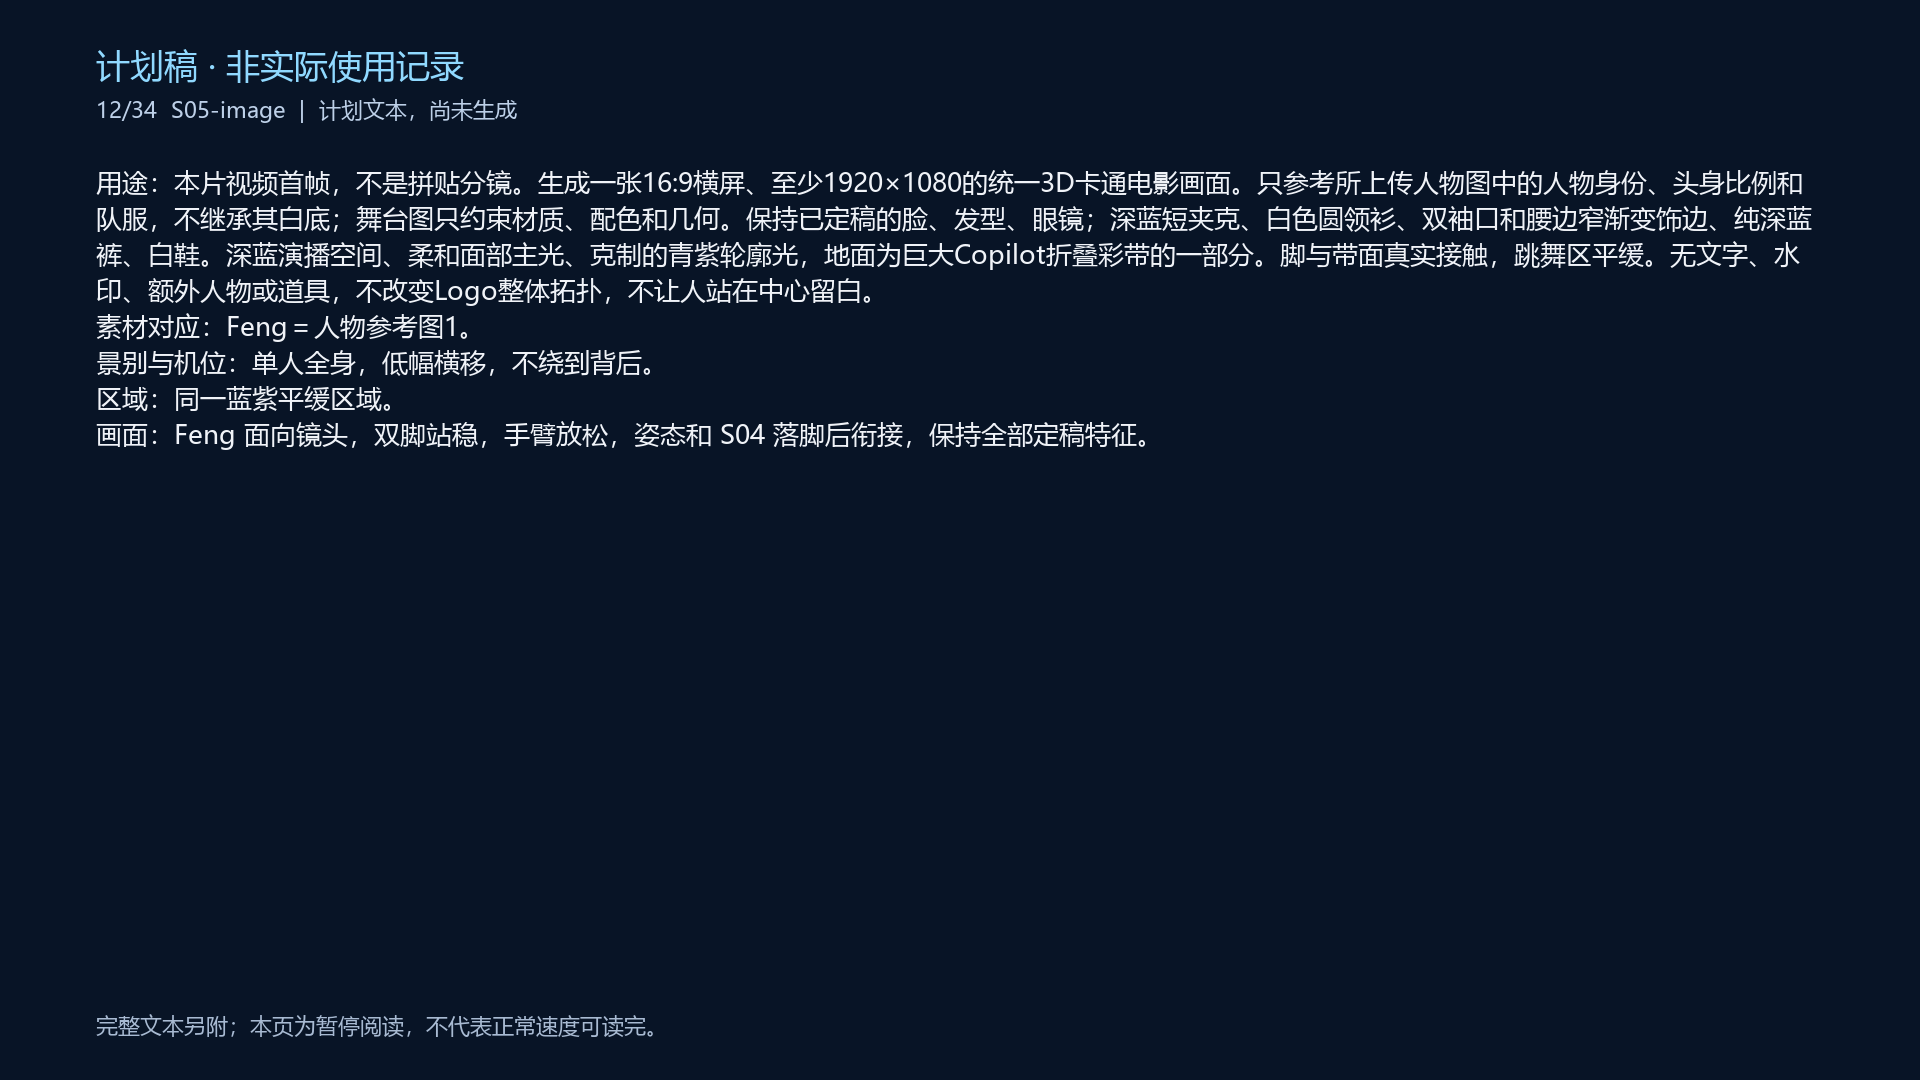 计划稿 · 非实际使用记录
12/34  S05-image | 计划文本，尚未生成
用途：本片视频首帧，不是拼贴分镜。生成一张16:9横屏、至少1920×1080的统一3D卡通电影画面。只参考所上传人物图中的人物身份、头身比例和
队服，不继承其白底；舞台图只约束材质、配色和几何。保持已定稿的脸、发型、眼镜；深蓝短夹克、白色圆领衫、双袖口和腰边窄渐变饰边、纯深蓝
裤、白鞋。深蓝演播空间、柔和面部主光、克制的青紫轮廓光，地面为巨大Copilot折叠彩带的一部分。脚与带面真实接触，跳舞区平缓。无文字、水
印、额外人物或道具，不改变Logo整体拓扑，不让人站在中心留白。
素材对应：Feng＝人物参考图1。
景别与机位：单人全身，低幅横移，不绕到背后。
区域：同一蓝紫平缓区域。
画面：Feng 面向镜头，双脚站稳，手臂放松，姿态和 S04 落脚后衔接，保持全部定稿特征。
完整文本另附；本页为暂停阅读，不代表正常速度可读完。